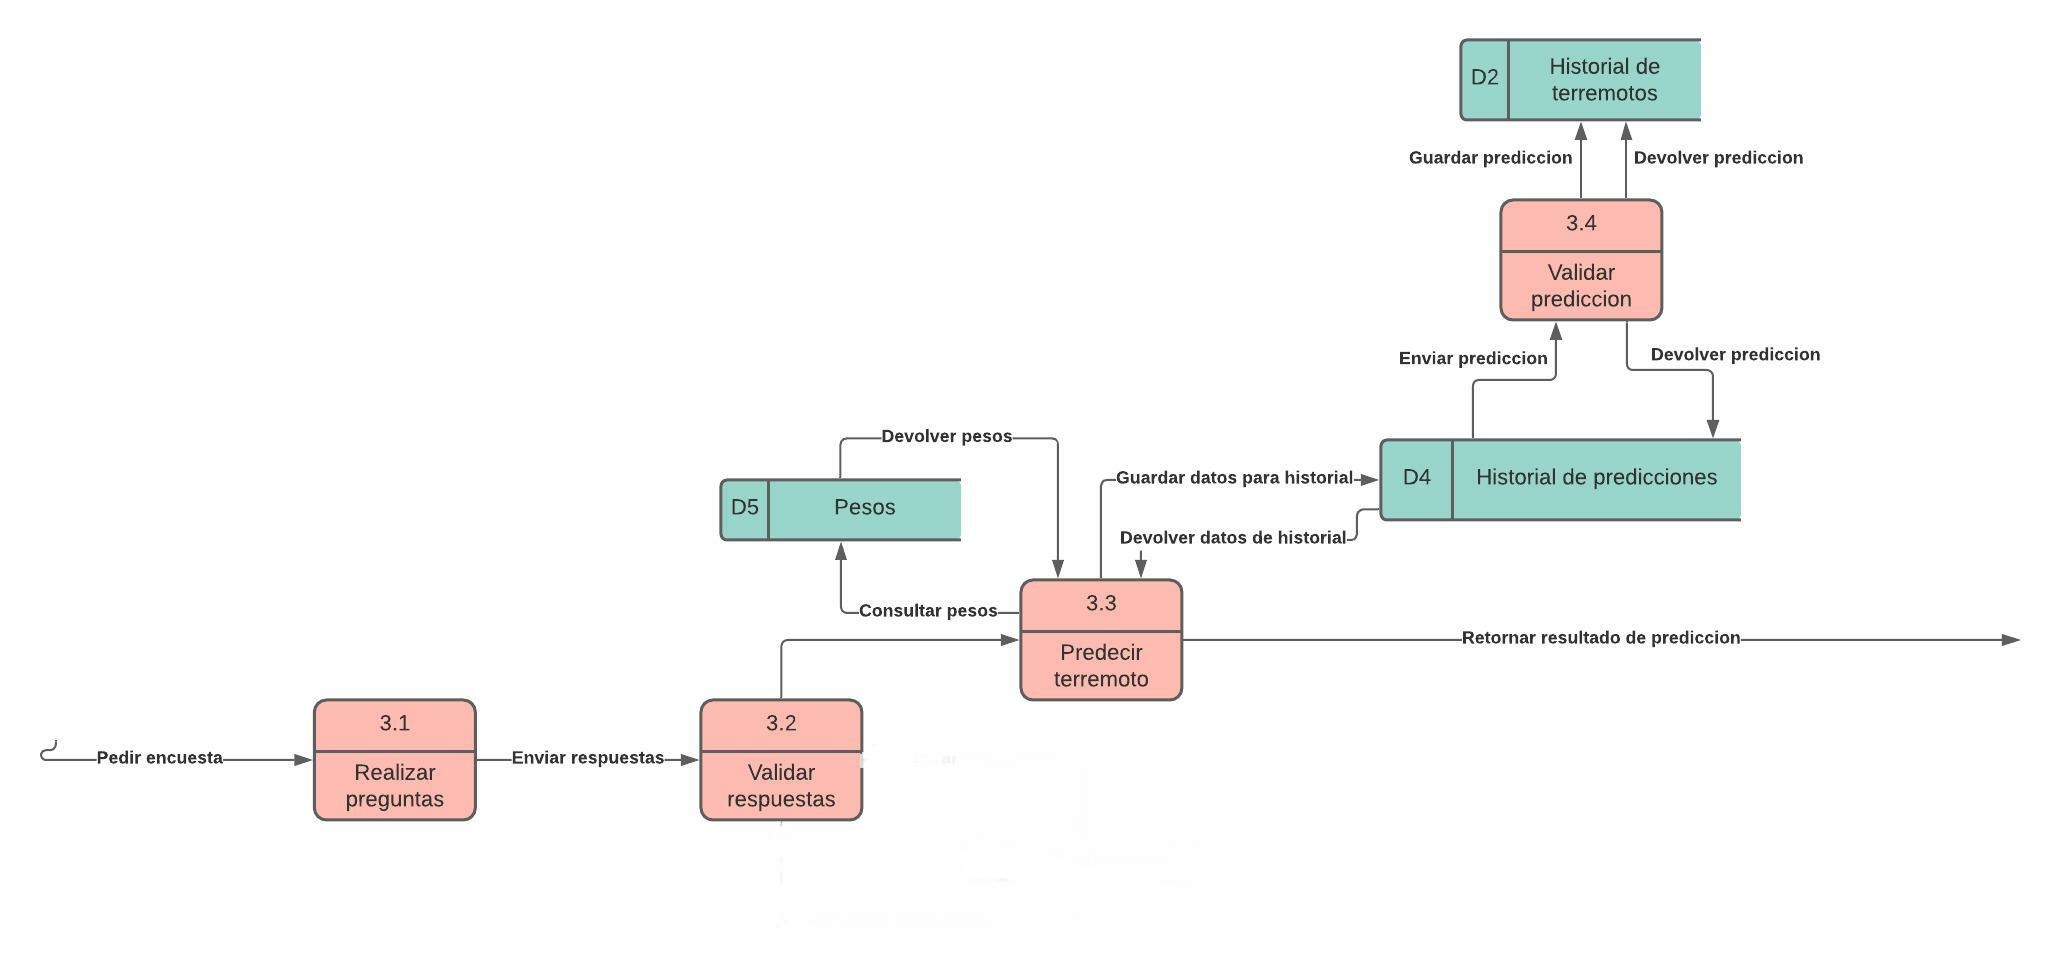 D2
Historial de
terremotos
Guardar prediccion
Devolver prediccion
3.4
Validar
prediccion
Enviar prediccion
Devolver prediccion
Devolver pesos
D5
Pesos
Guardar datos para historial
D4
Historial de predicciones
Devolver datos de historial
Consultar pesos
3.3
Predecir
terremoto
Retornar resultado de prediccion
Pedir encuesta
3.1
Realizar
preguntas
Enviar respuestas
3.2
Validar
respuestas